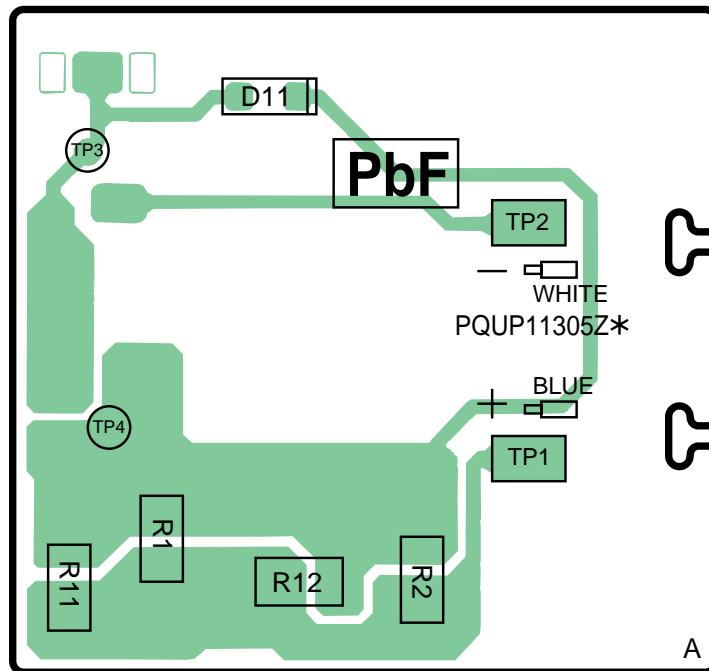 D11
TP3
PbF
TP2
−
WHITE
PQUP11305Z*
BLUE
+
TP4
TP1
R1
R11
R12
R2
A